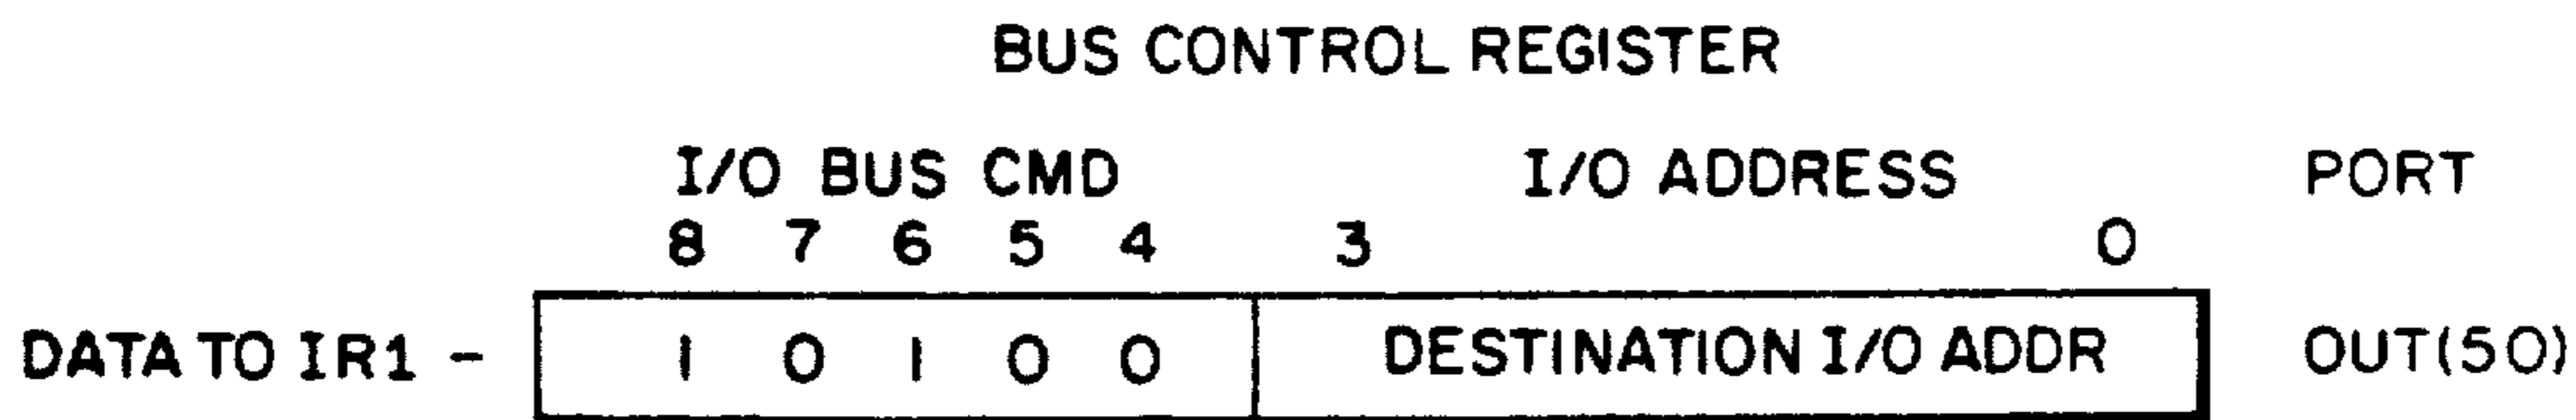 BUS CONTROL REGISTER
I/O BUS CMD I/O ADDRESS PORT
8 7 6 5 4 3 0
DATA TO IR1 - 1 0 1 0 0 DESTINATION I/O ADDR OUT(50)